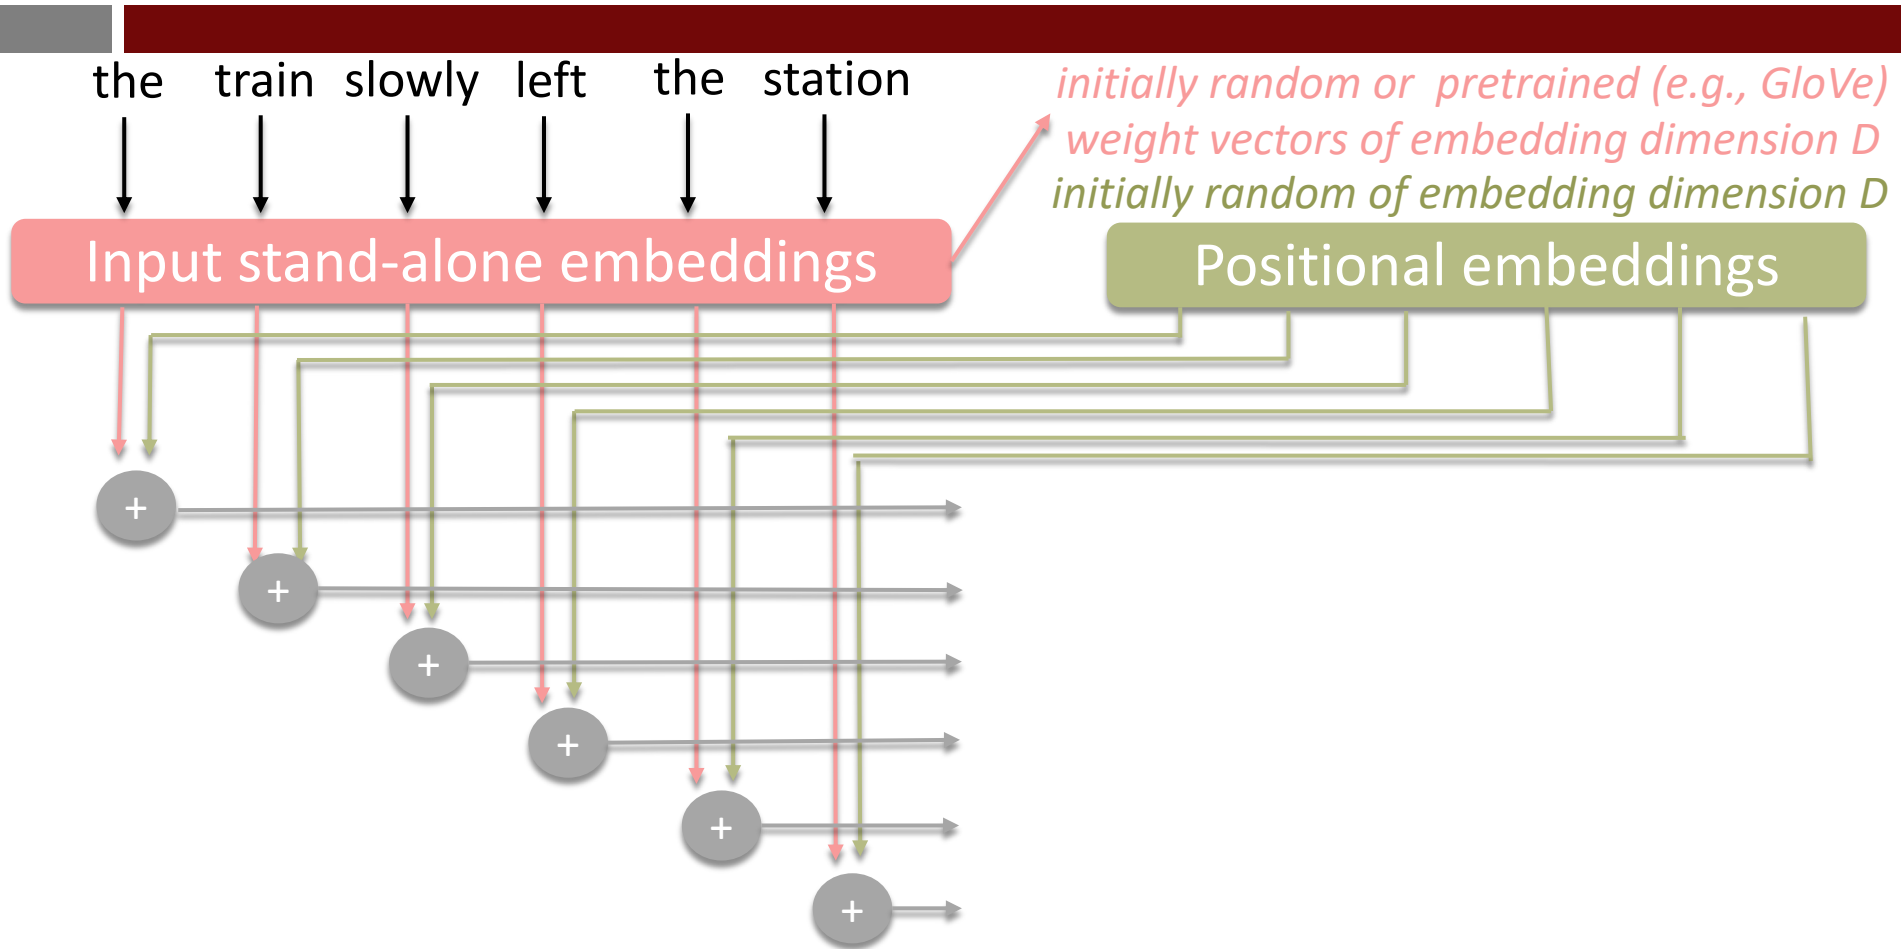 the train slowly left the station
initially random or pretrained (e.g., GloVe)
weight vectors of embedding dimension D
initially random of embedding dimension D
Input stand-alone embeddings
Positional embeddings
+
+
+
+
+
+